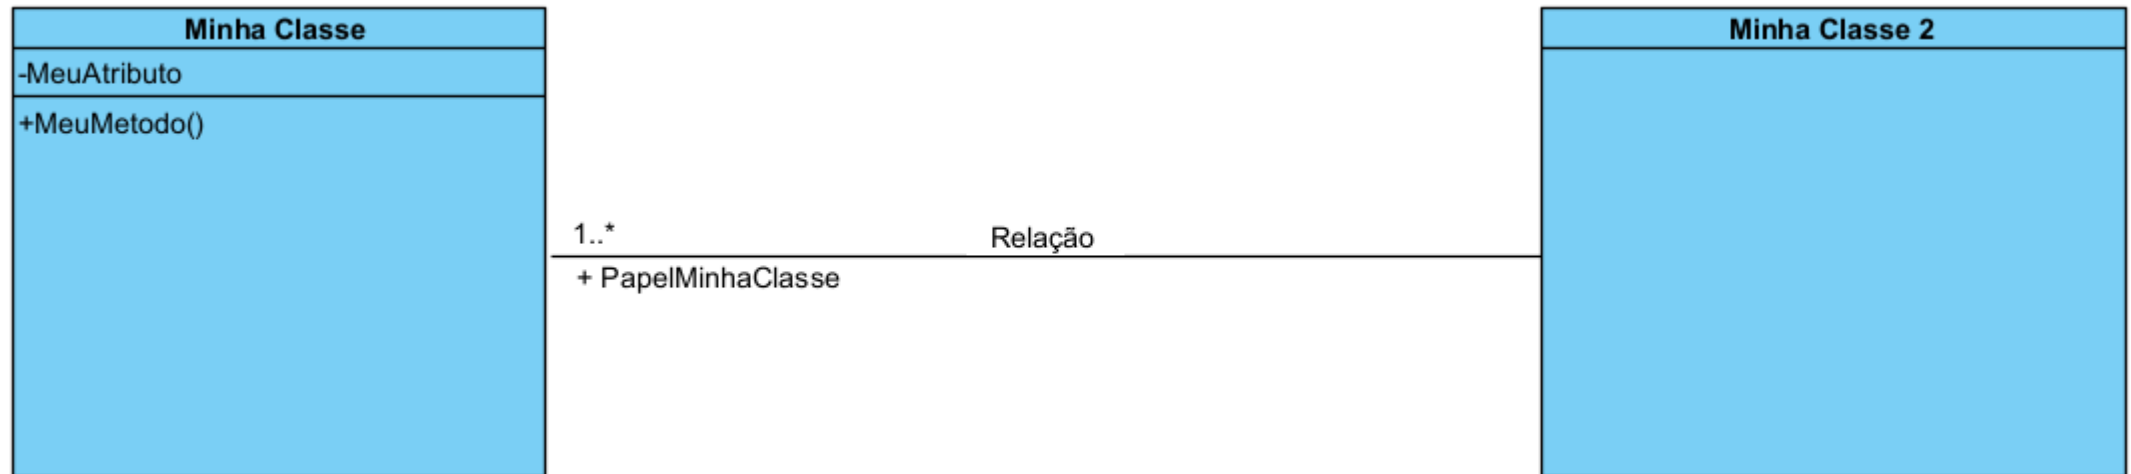 Minha Classe
-MeuAtributo
+MeuMetodo()
1..*
Relação
+ PapelMinhaClasse
Minha Classe 2